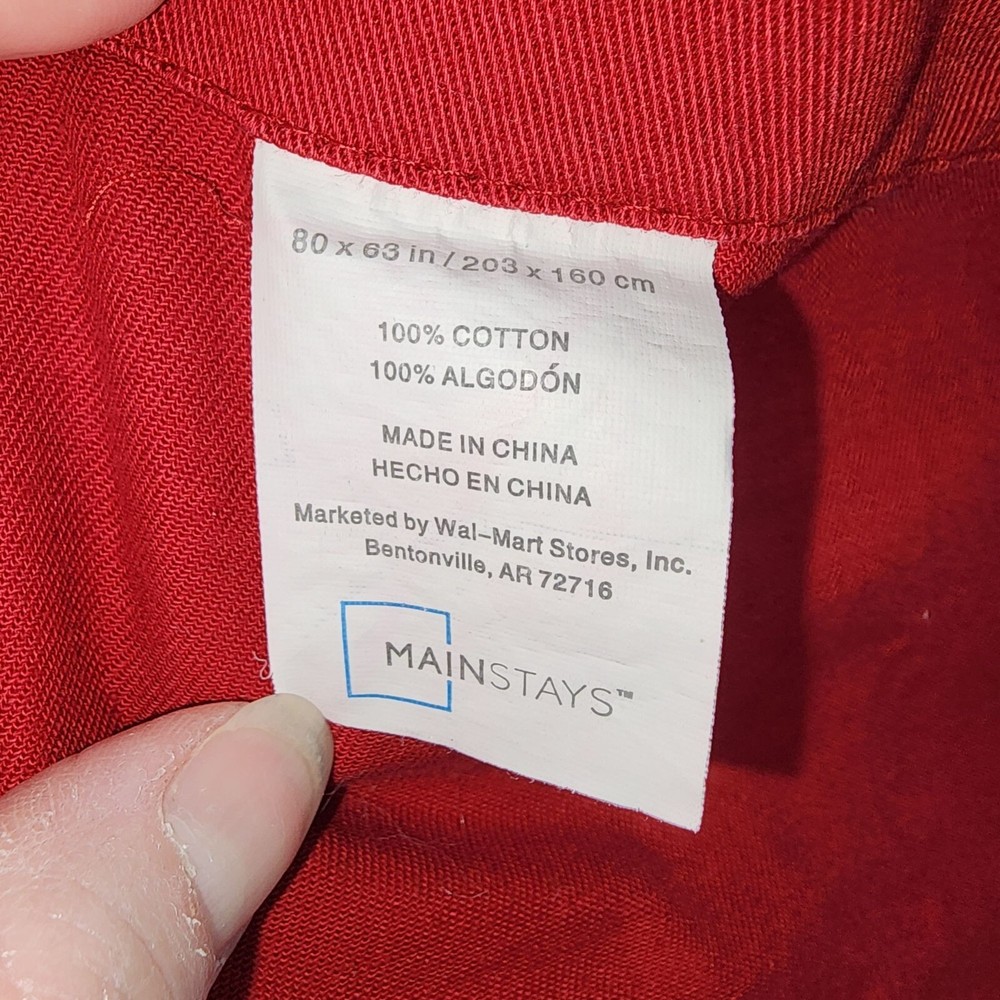 80 x 63 in / 203 x 160 cm
100% COTTON
100% ALGODÓN
MADE IN CHINA
HECHO EN CHINA
Marketed by Wal-Mart Stores, Inc.
Bentonville, AR 72716
MAINSTAYS™